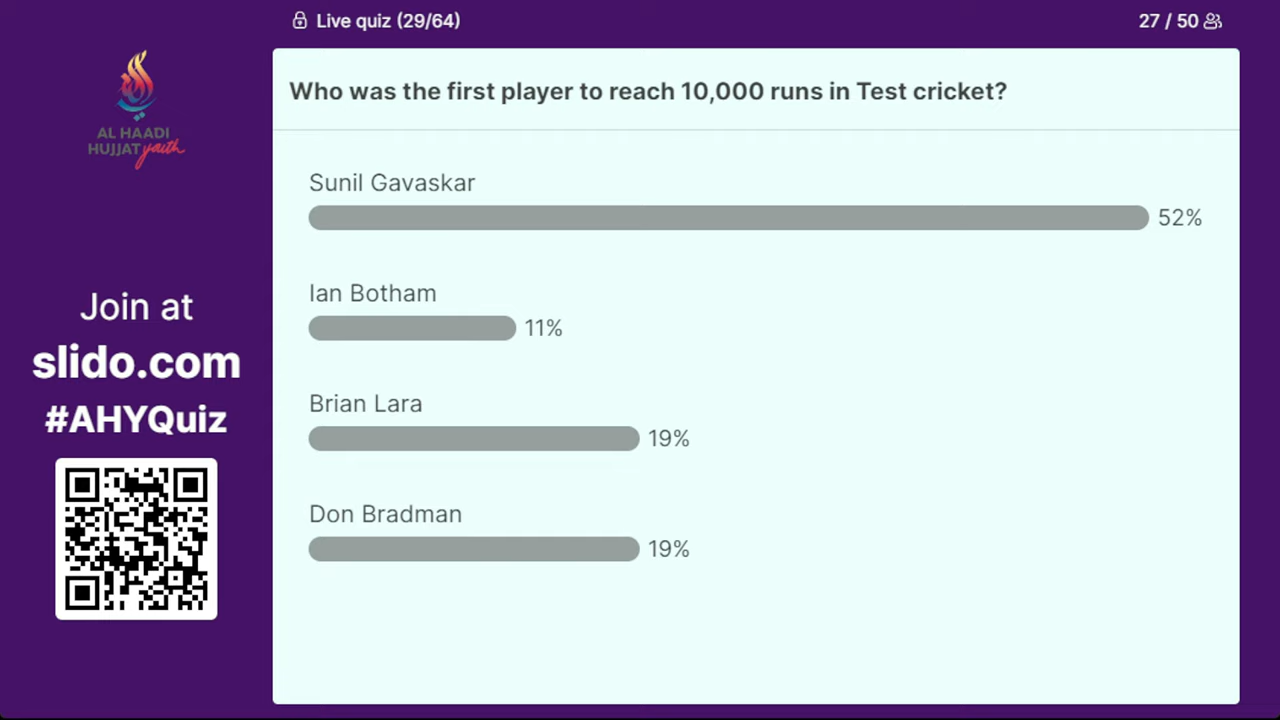 Live quiz (29/64)
27 / 50
AL HAADI
HUJJAT youth
Join at
slido.com
#AHYQuiz
Who was the first player to reach 10,000 runs in Test cricket?
Sunil Gavaskar
52%
Ian Botham
11%
Brian Lara
19%
Don Bradman
19%